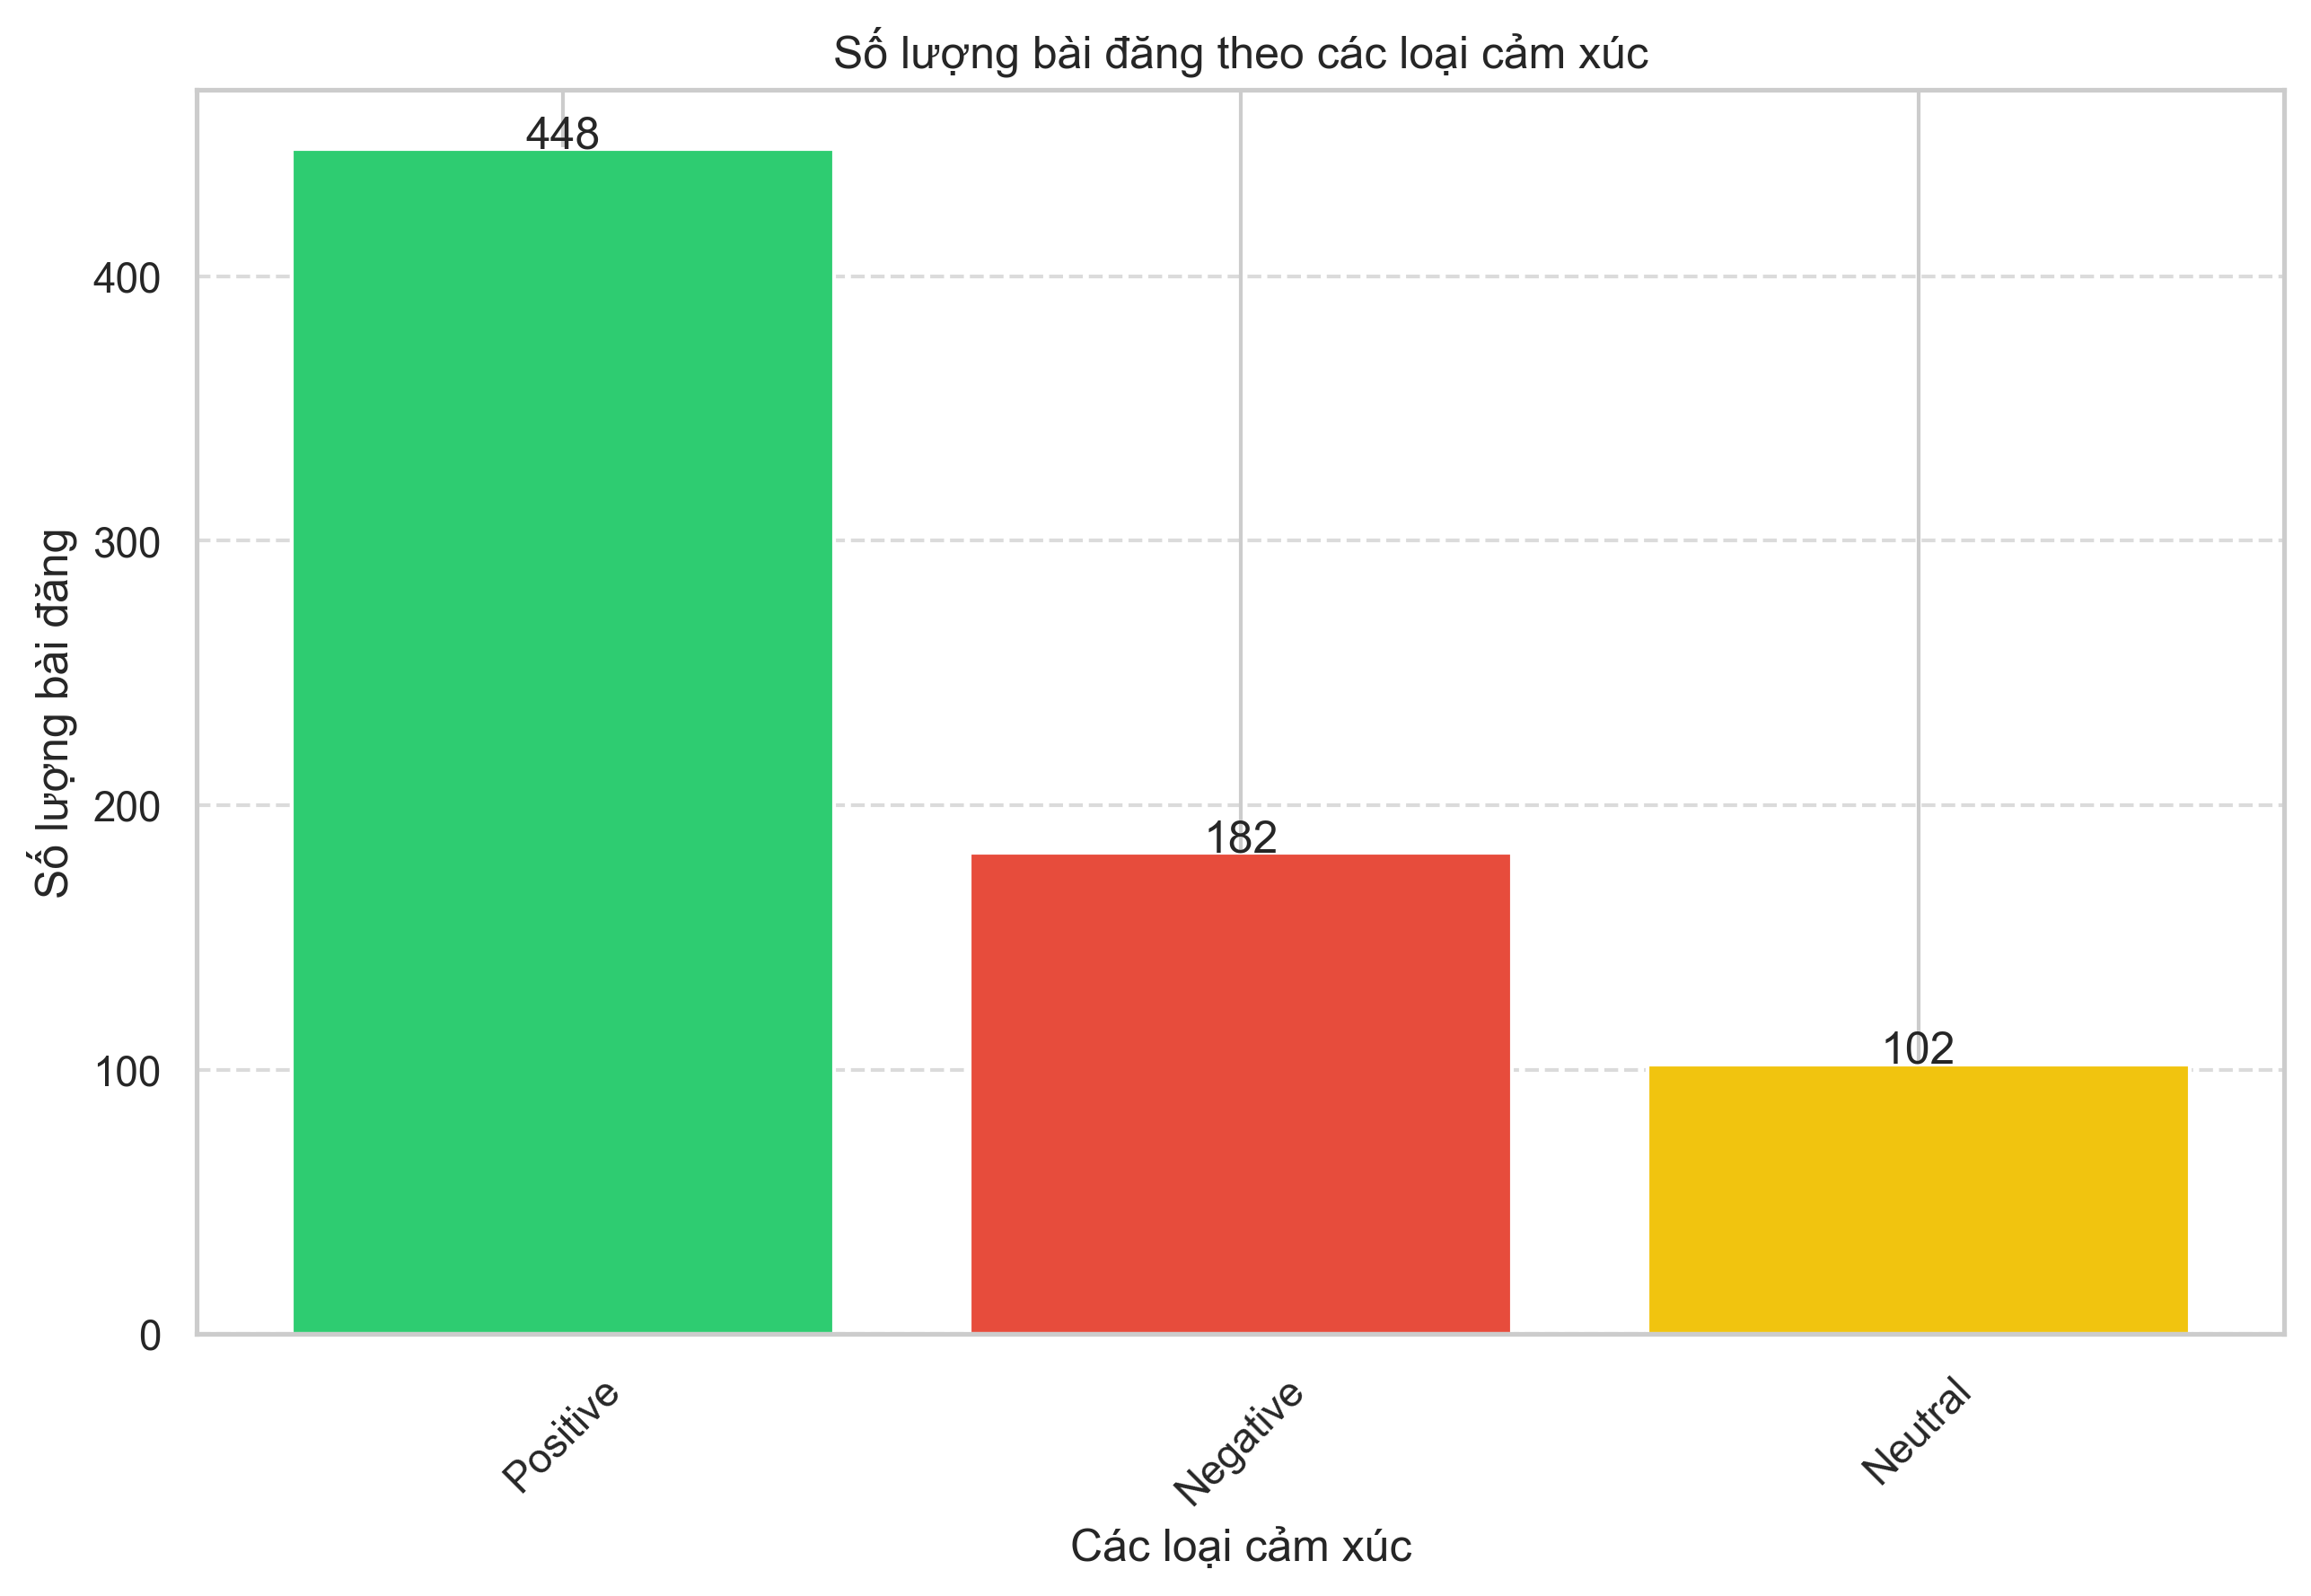 Số lượng bài đăng theo các loại cảm xúc
448
400
300
200
182
102
100
0
Số lượng bài đăng
Positive
Negative
Neutral
Các loại cảm xúc